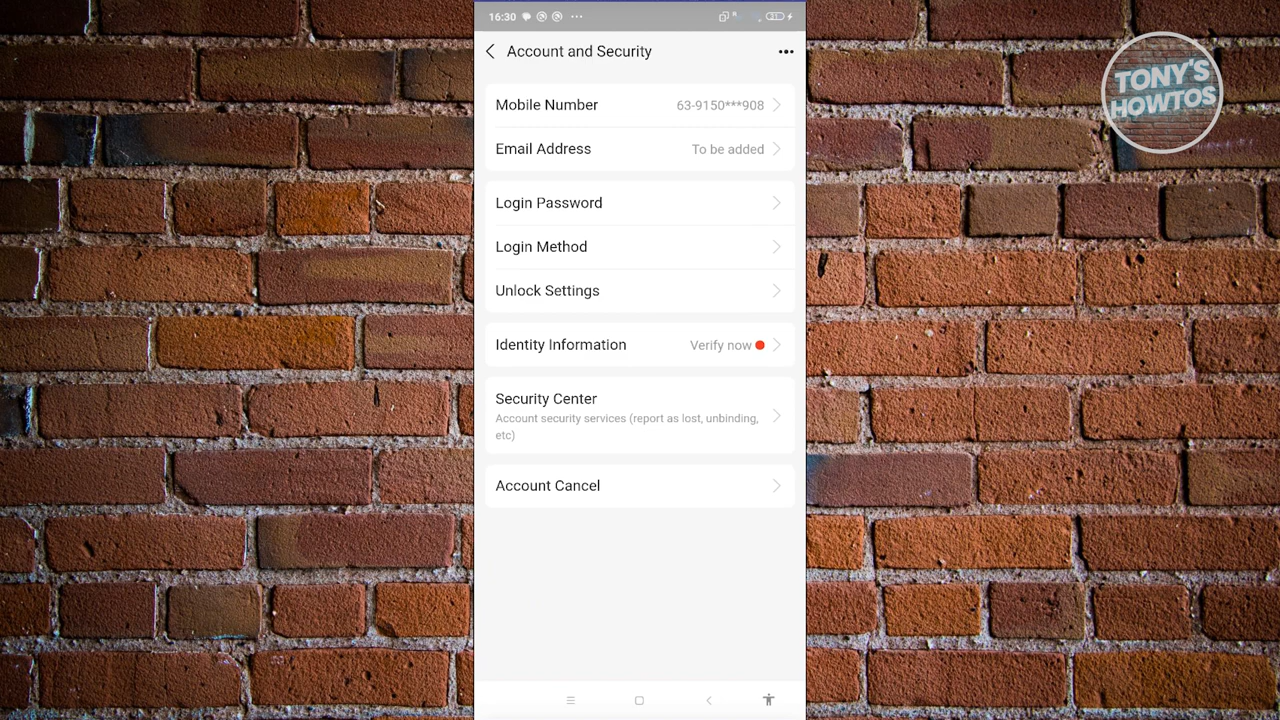 16:30
Account and Security
TONY'S
HOWTOS
Mobile Number 63-9150***908
Email Address To be added
Login Password
Login Method
Unlock Settings
Identity Information Verify now
Security Center
Account security services (report as lost, unbinding,
etc)
Account Cancel